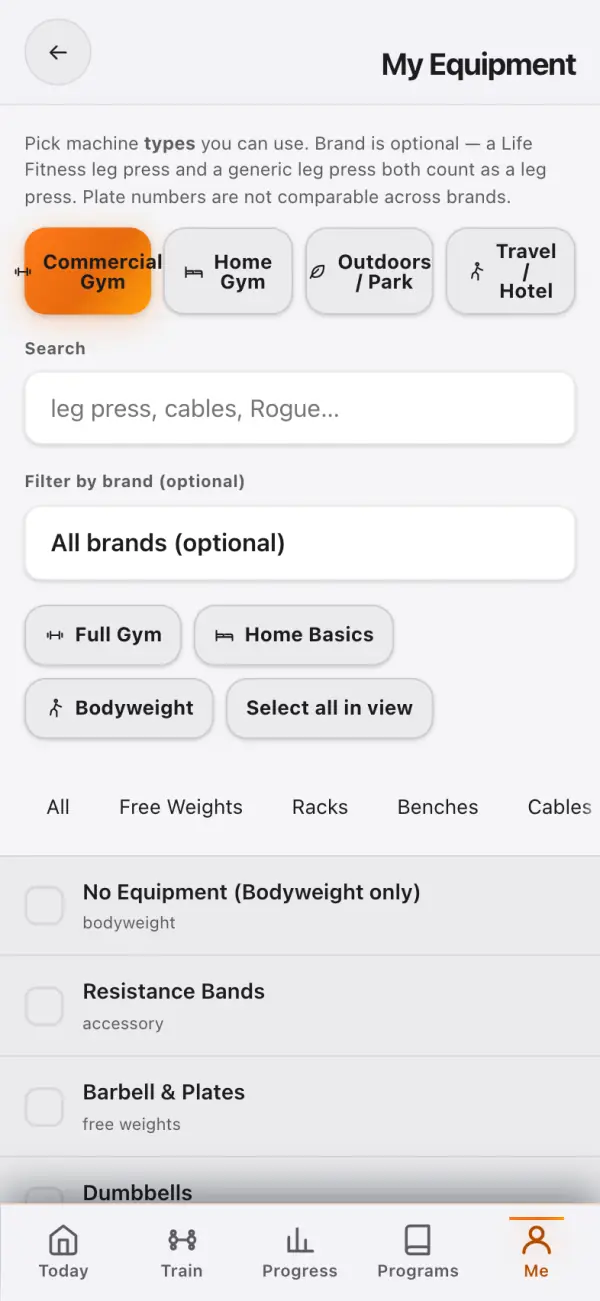 My Equipment
Pick machine types you can use. Brand is optional — a Life
Fitness leg press and a generic leg press both count as a leg
press. Plate numbers are not comparable across brands.
Commercial
Gym
Home
Gym
Outdoors
/ Park
Travel
/
Hotel
Search
leg press, cables, Rogue...
Filter by brand (optional)
All brands (optional)
Full Gym
Home Basics
Bodyweight
Select all in view
All
Free Weights
Racks
Benches
Cables
No Equipment (Bodyweight only)
bodyweight
Resistance Bands
accessory
Barbell & Plates
free weights
Dumbbells
Today
Train
Progress
Programs
Me